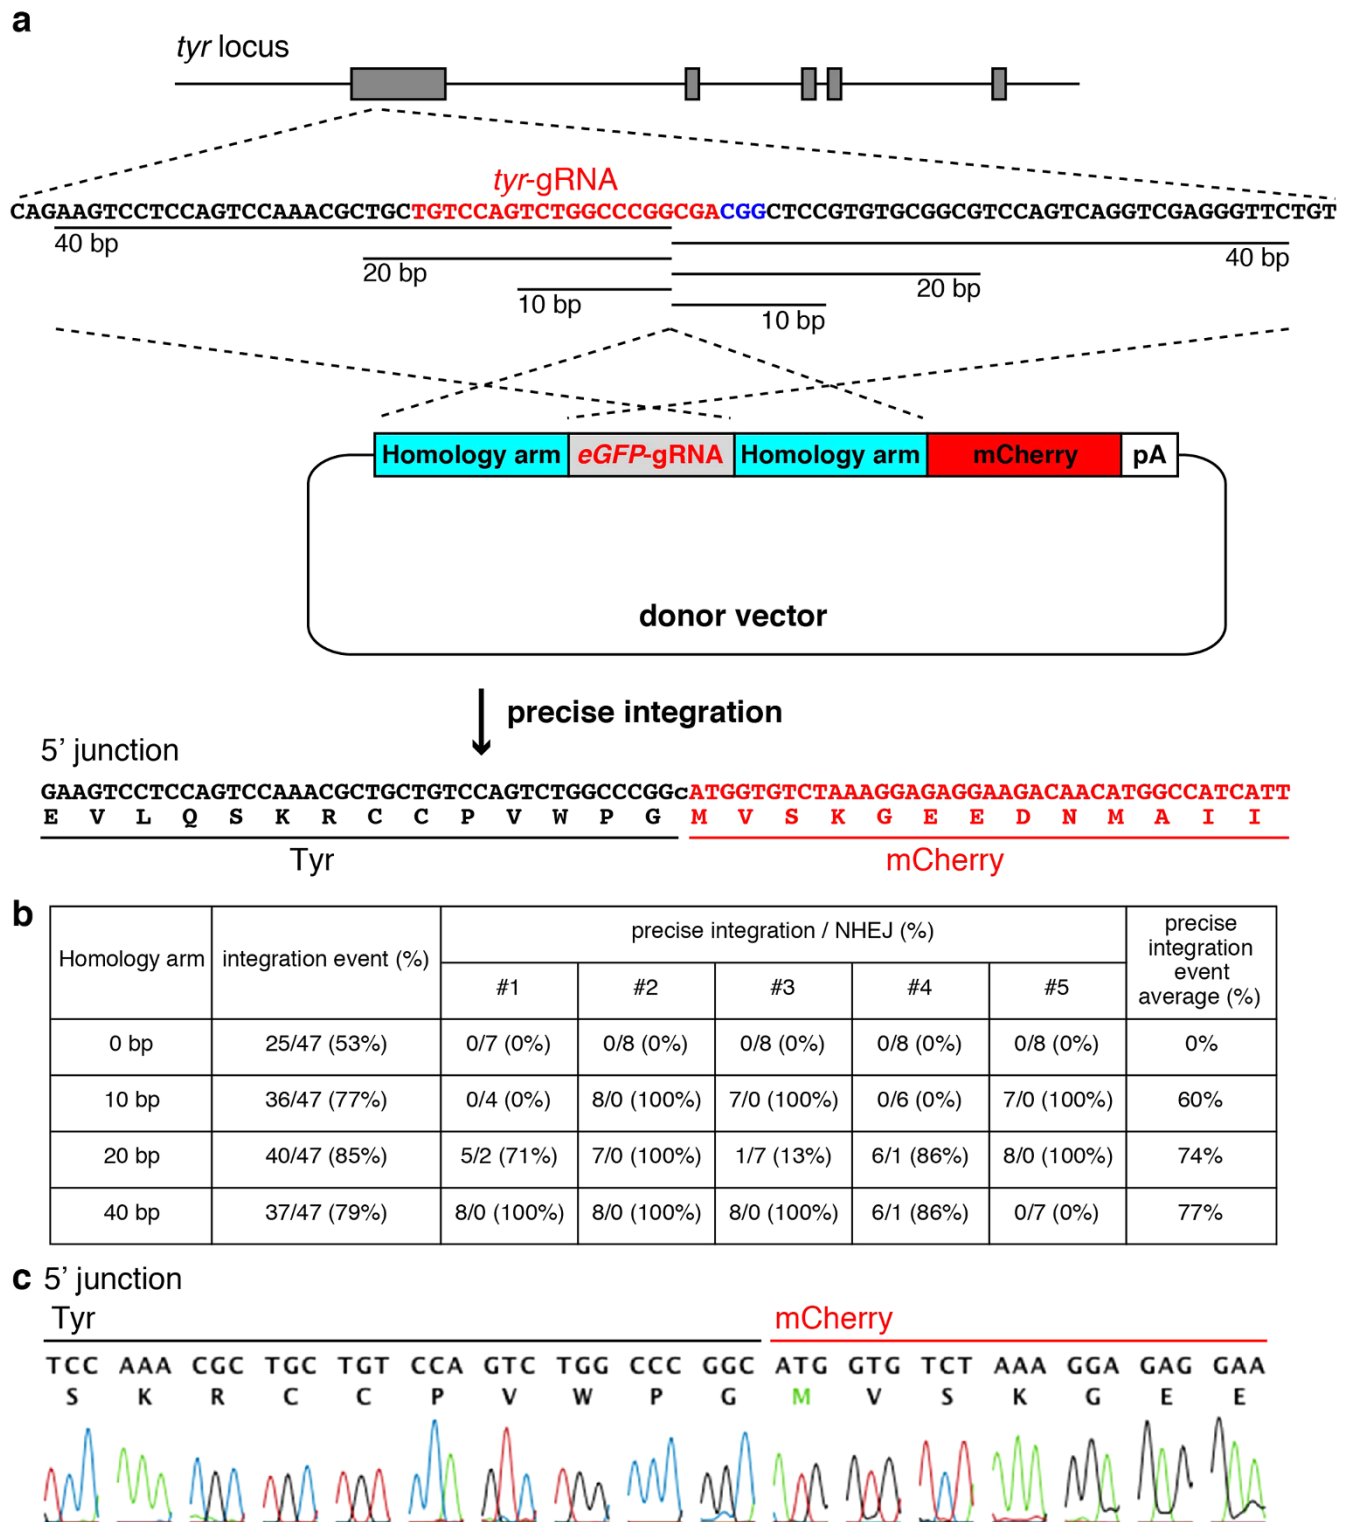 a
tyr locus
tyr-gRNA
CAGAAGTCCTCCAGTCCAAACGCTGCTGTCCAGTCTGGCCCGGCGACGGCTCCGTGTGCGGCGTCCAGTCAGGTCGAGGGTTCTGT
40 bp
40 bp
20 bp
20 bp
10 bp
10 bp
Homology arm eGFP-gRNA Homology arm mCherry pA
donor vector
precise integration
5’ junction
GAAGTCCTCCAGTCCAAACGCTGCTGTCCAGTCTGGCCCGGcATGGTGTCTAAAGGAGAGGAAGACAACATGGCCATCATT
E V L Q S K R C C P V W P G M V S K G E E D N M A I I
Tyr mCherry
b
Homology arm integration event (%) precise integration / NHEJ (%) precise integration event average (%)
#1 #2 #3 #4 #5
0 bp 25/47 (53%) 0/7 (0%) 0/8 (0%) 0/8 (0%) 0/8 (0%) 0/8 (0%) 0%
10 bp 36/47 (77%) 0/4 (0%) 8/0 (100%) 7/0 (100%) 0/6 (0%) 7/0 (100%) 60%
20 bp 40/47 (85%) 5/2 (71%) 7/0 (100%) 1/7 (13%) 6/1 (86%) 8/0 (100%) 74%
40 bp 37/47 (79%) 8/0 (100%) 8/0 (100%) 8/0 (100%) 6/1 (86%) 0/7 (0%) 77%
c 5’ junction
Tyr mCherry
TCC AAA CGC TGC TGT CCA GTC TGG CCC GGC ATG GTG TCT AAA GGA GAG GAA
S K R C C P V W P G M V S K G E E